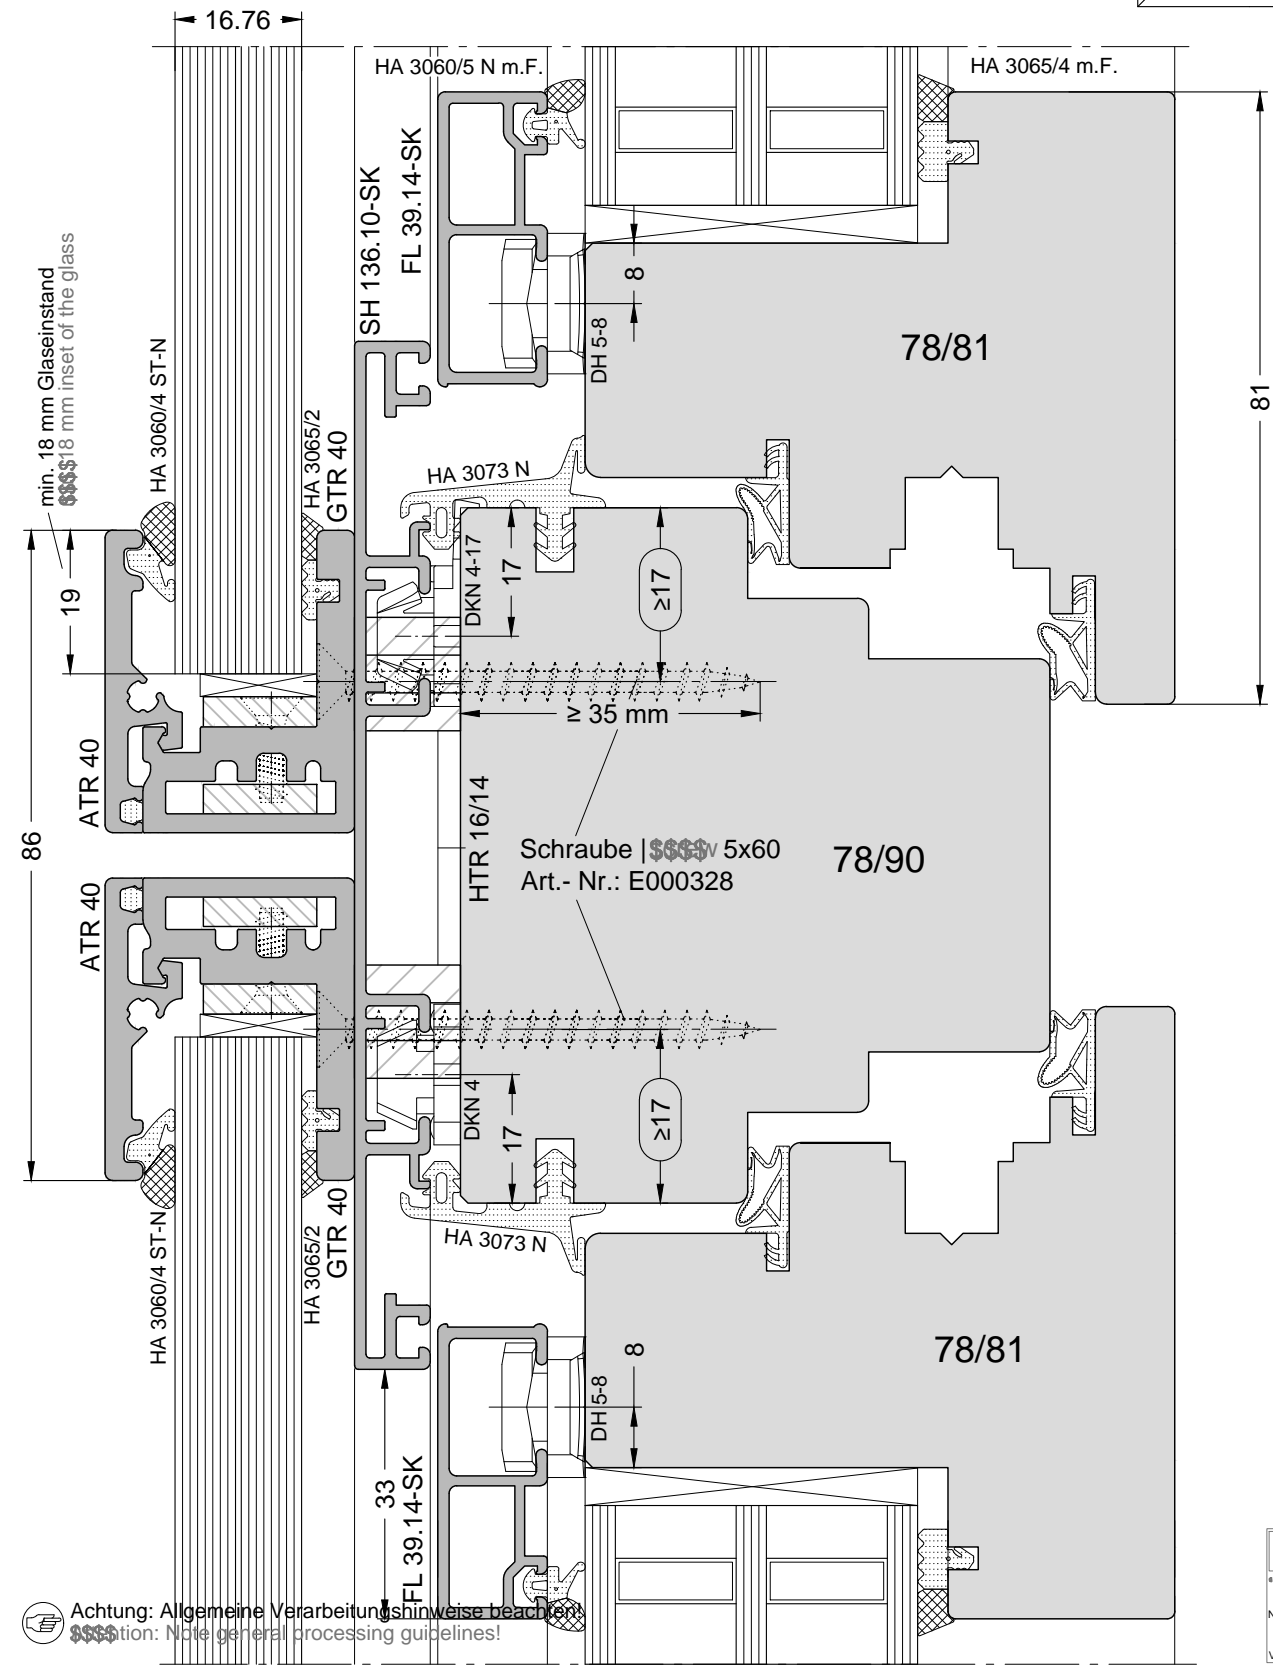 16.76
HA 3060/5 N m.F.
HA 3065/4 m.F.
SH 136.10-SK
FL 39.14-SK
8
DH 5-8
78/81
81
min. 18 mm Glaseinstand
$$$$18 mm inset of the glass
HA 3060/4 ST-N
HA 3065/2
GTR 40
HA 3073 N
DKN 4-17
17
≥17
19
≥ 35 mm
ATR 40
86
HTR 16/14
Schraube | $$$$w 5x60
Art.- Nr.: E000328
78/90
ATR 40
DKN 4
17
≥17
HA 3060/4 ST-N
HA 3065/2
GTR 40
HA 3073 N
78/81
8
DH 5-8
33
FL 39.14-SK
Achtung: Allgemeine Verarbeitungshinweise beachten!
$$$$tion: Note general processing guidelines!